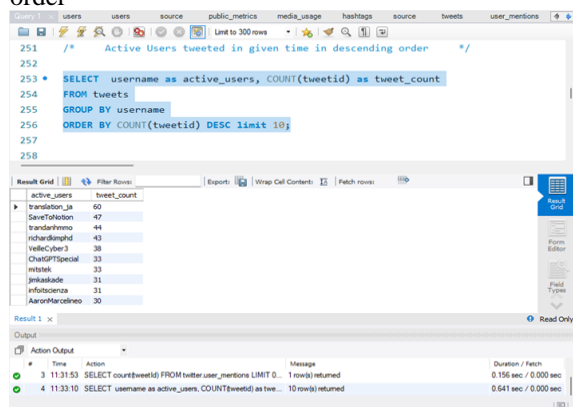 order
Query 1
users
users
source
public_metrics
media_usage
hashtags
source
tweets
user_mentions
Limit to 300 rows
251 /* Active Users tweeted in given time in descending order */
252
253 SELECT username as active_users, COUNT(tweetid) as tweet_count
254 FROM tweets
255 GROUP BY username
256 ORDER BY COUNT(tweetid) DESC limit 10;
257
258
Result Grid Filter Rows: Export: Wrap Cell Content: Fetch rows:
active_users tweet_count
translation_ja 60
SaveToNotion 47
trandanhmmo 44
richardkimphd 43
VeilleCyber3 38
ChatGPTSpecial 33
mitstek 33
jimkaskade 31
infoitscienza 31
AaronMarcelineo 30
Result Grid
Form Editor
Field Types
Result 1 Read Only
Output
Action Output
# Time Action Message Duration / Fetch
3 11:31:53 SELECT count(tweetId) FROM twitter.user_mentions LIMIT 0... 1 row(s) returned 0.156 sec / 0.000 sec
4 11:33:10 SELECT username as active_users, COUNT(tweetid) as twe... 10 row(s) returned 0.641 sec / 0.000 sec